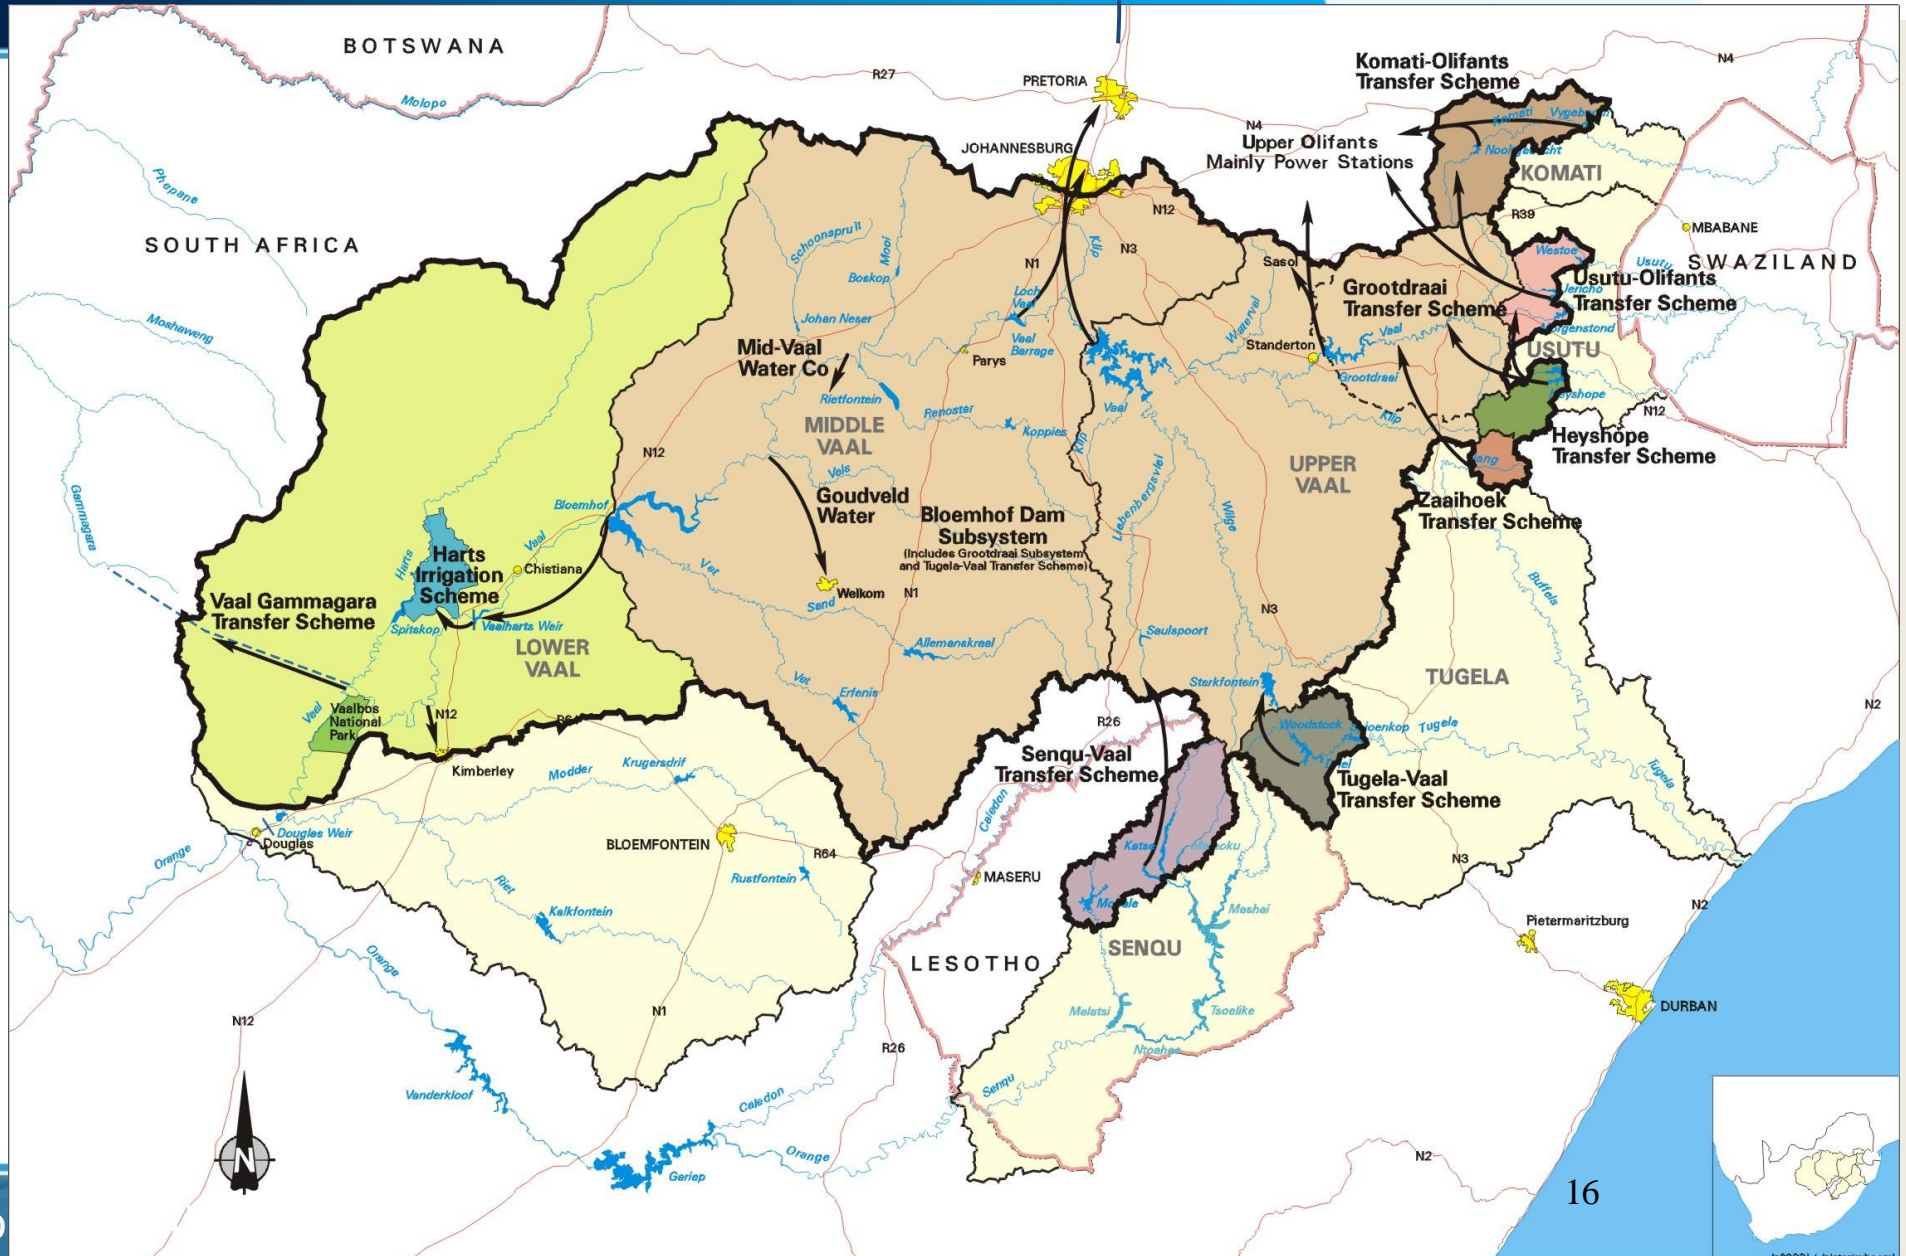 BOTSWANA
Molopo
R27
PRETORIA
Komati-Olifants
Transfer Scheme
N4
Komati
N4
Upper Olifants
Mainly Power Stations
KOMATI
JOHANNESBURG
Phepane
SOUTH AFRICA
Schoonspruit
Mooi
Boskop
Klip
N12
N3
N1
R39
MBABANE
SWAZILAND
Westoe
Usutu
Usutu-Olifants
Transfer Scheme
Jericho
Sasol
Grootdraai
Transfer Scheme
Loch
Vaal
Vaal
Barrage
Johan Neser
Moshaweng
Waterval
Vaal
Standerton
Grootdraai
USUTU
Mid-Vaal
Water Co
Parys
Rietfontein
Renoster
Koppies
Vaal
Klip
Klip
N12
Heyshope
Transfer Scheme
MIDDLE
VAAL
N12
Vals
Goudveld
Water
Bloemhof Dam
Subsystem
(Includes Grootdraai Subsystem
and Tugela-Vaal Transfer Scheme)
Liebenbergsvlei
Wilge
UPPER
VAAL
Zaaihoek
Transfer Scheme
Gammagara
Bloemhof
Vaal
Harts
Harts
Irrigation
Scheme
Chistiana
Vet
Welkom
Sand
N1
N3
Buffels
Vaal Gammagara
Transfer Scheme
Spitskop
Vaalharts Weir
LOWER
VAAL
Allemanskraal
Saulspoort
TUGELA
Vet
Erfenis
Sterkfontein
Vaal
Vaalbos
National
Park
N12
Kimberley
R26
Woodstock
Tugela
Tugela
N2
Senqu-Vaal
Transfer Scheme
Tugela-Vaal
Transfer Scheme
Modder
Krugersdrif
Caledon
Douglas Weir
Douglas
Orange
BLOEMFONTEIN
R64
Rustfontein
MASERU
Katse
N3
Riet
Kalkfontein
Mashai
N2
Pietermaritzburg
Orange
LESOTHO
SENQU
DURBAN
Melatsi
Tsoelike
Ntoahae
N12
N1
R26
Senqu
Vanderkloof
Caledon
Orange
Gariep
N
N2
16